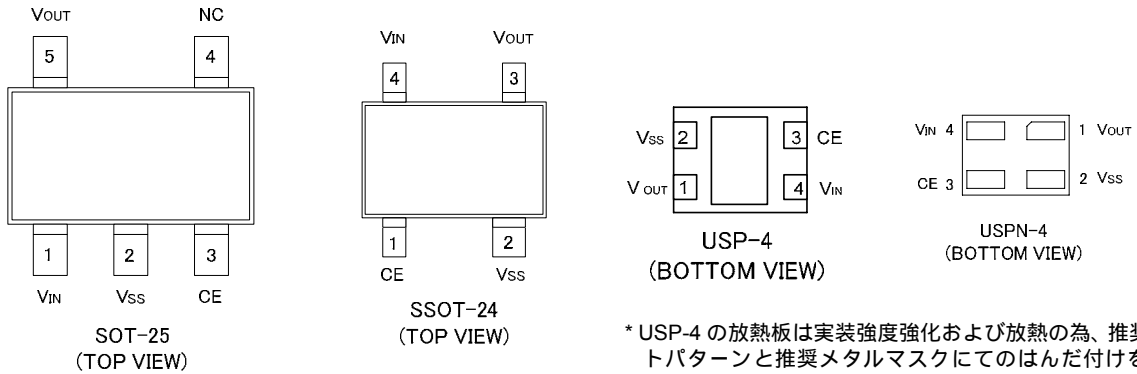 VOUT NC
5 4
1 2 3
VIN VSS CE
SOT-25
(TOP VIEW)
VIN VOUT
4 3
1 2
CE VSS
SSOT-24
(TOP VIEW)
VSS 2 3 CE
VOUT 1 4 VIN
USP-4
(BOTTOM VIEW)
VIN 4 1 VOUT
CE 3 2 VSS
USPN-4
(BOTTOM VIEW)
* USP-4 の放熱板は実装強度強化および放熱の為、推奨
トパターンと推奨メタルマスクにてのはんだ付けを